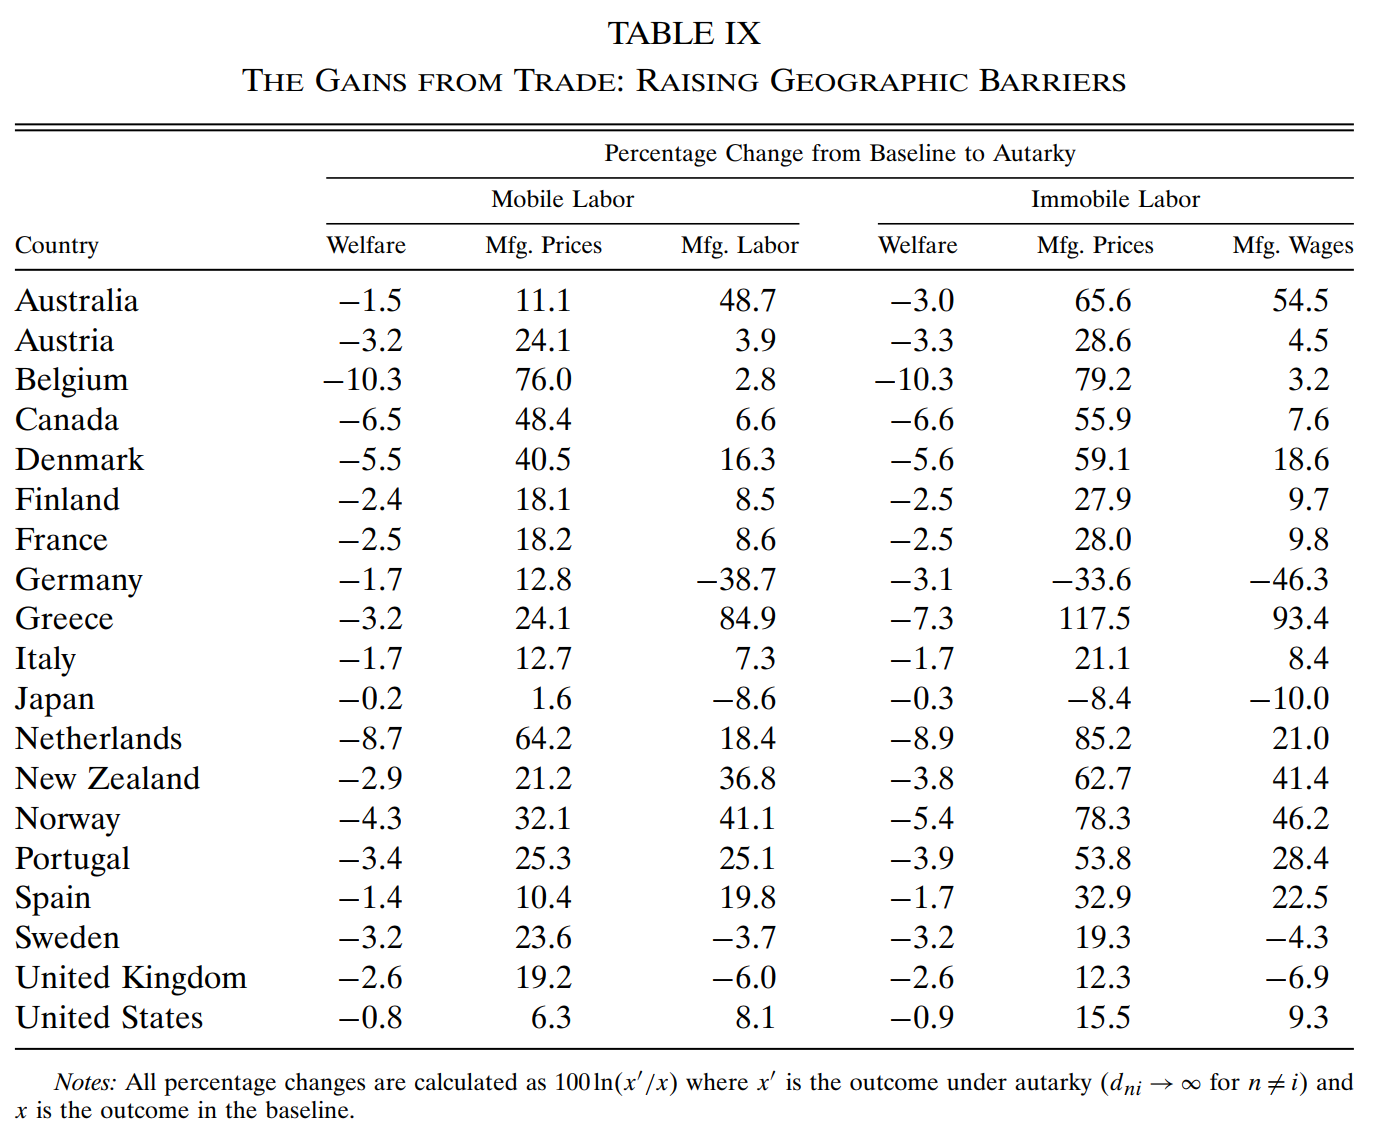 TABLE IX
THE GAINS FROM TRADE: RAISING GEOGRAPHIC BARRIERS
Percentage Change from Baseline to Autarky
Mobile Labor Immobile Labor
Country Welfare Mfg. Prices Mfg. Labor Welfare Mfg. Prices Mfg. Wages
Australia −1.5 11.1 48.7 −3.0 65.6 54.5
Austria −3.2 24.1 3.9 −3.3 28.6 4.5
Belgium −10.3 76.0 2.8 −10.3 79.2 3.2
Canada −6.5 48.4 6.6 −6.6 55.9 7.6
Denmark −5.5 40.5 16.3 −5.6 59.1 18.6
Finland −2.4 18.1 8.5 −2.5 27.9 9.7
France −2.5 18.2 8.6 −2.5 28.0 9.8
Germany −1.7 12.8 −38.7 −3.1 −33.6 −46.3
Greece −3.2 24.1 84.9 −7.3 117.5 93.4
Italy −1.7 12.7 7.3 −1.7 21.1 8.4
Japan −0.2 1.6 −8.6 −0.3 −8.4 −10.0
Netherlands −8.7 64.2 18.4 −8.9 85.2 21.0
New Zealand −2.9 21.2 36.8 −3.8 62.7 41.4
Norway −4.3 32.1 41.1 −5.4 78.3 46.2
Portugal −3.4 25.3 25.1 −3.9 53.8 28.4
Spain −1.4 10.4 19.8 −1.7 32.9 22.5
Sweden −3.2 23.6 −3.7 −3.2 19.3 −4.3
United Kingdom −2.6 19.2 −6.0 −2.6 12.3 −6.9
United States −0.8 6.3 8.1 −0.9 15.5 9.3
Notes: All percentage changes are calculated as 100 ln(x′/x) where x′ is the outcome under autarky (dni → ∞ for n ≠ i) and
x is the outcome in the baseline.